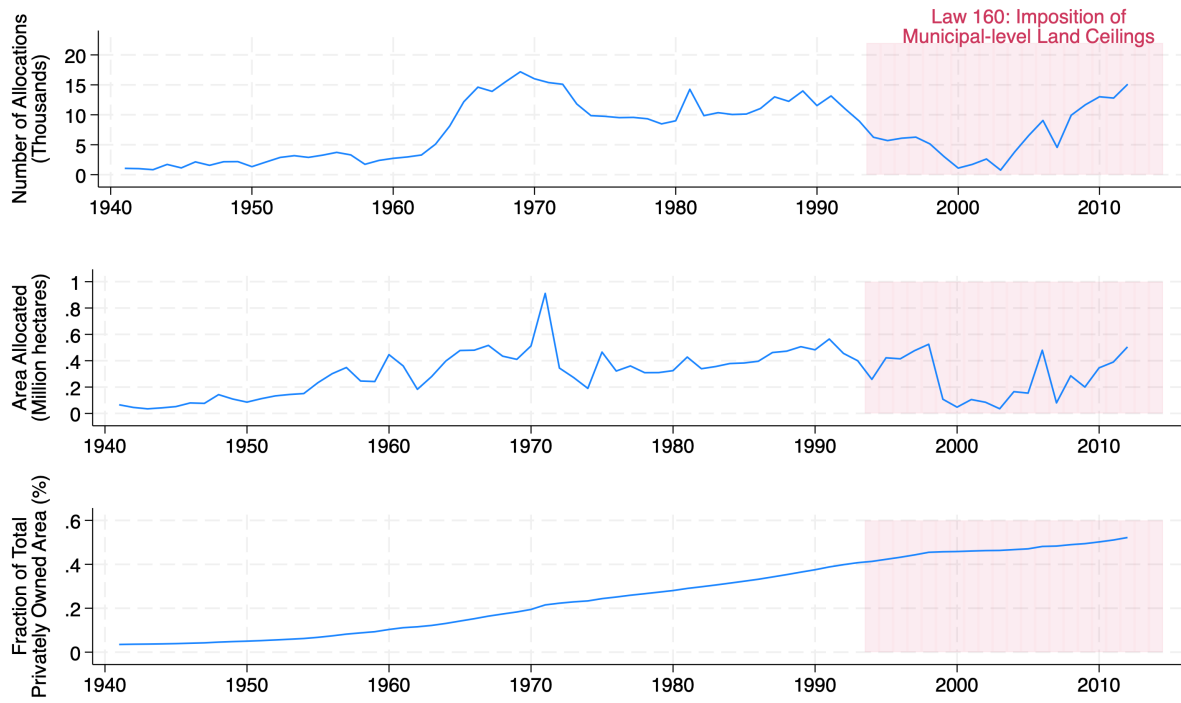 Law 160: Imposition of
Municipal-level Land Ceilings
Number of Allocations
(Thousands)
20
15
10
5
0
1940 1950 1960 1970 1980 1990 2000 2010
Area Allocated
(Million hectares)
1
.8
.6
.4
.2
0
1940 1950 1960 1970 1980 1990 2000 2010
Fraction of Total
Privately Owned Area (%)
.6
.4
.2
0
1940 1950 1960 1970 1980 1990 2000 2010